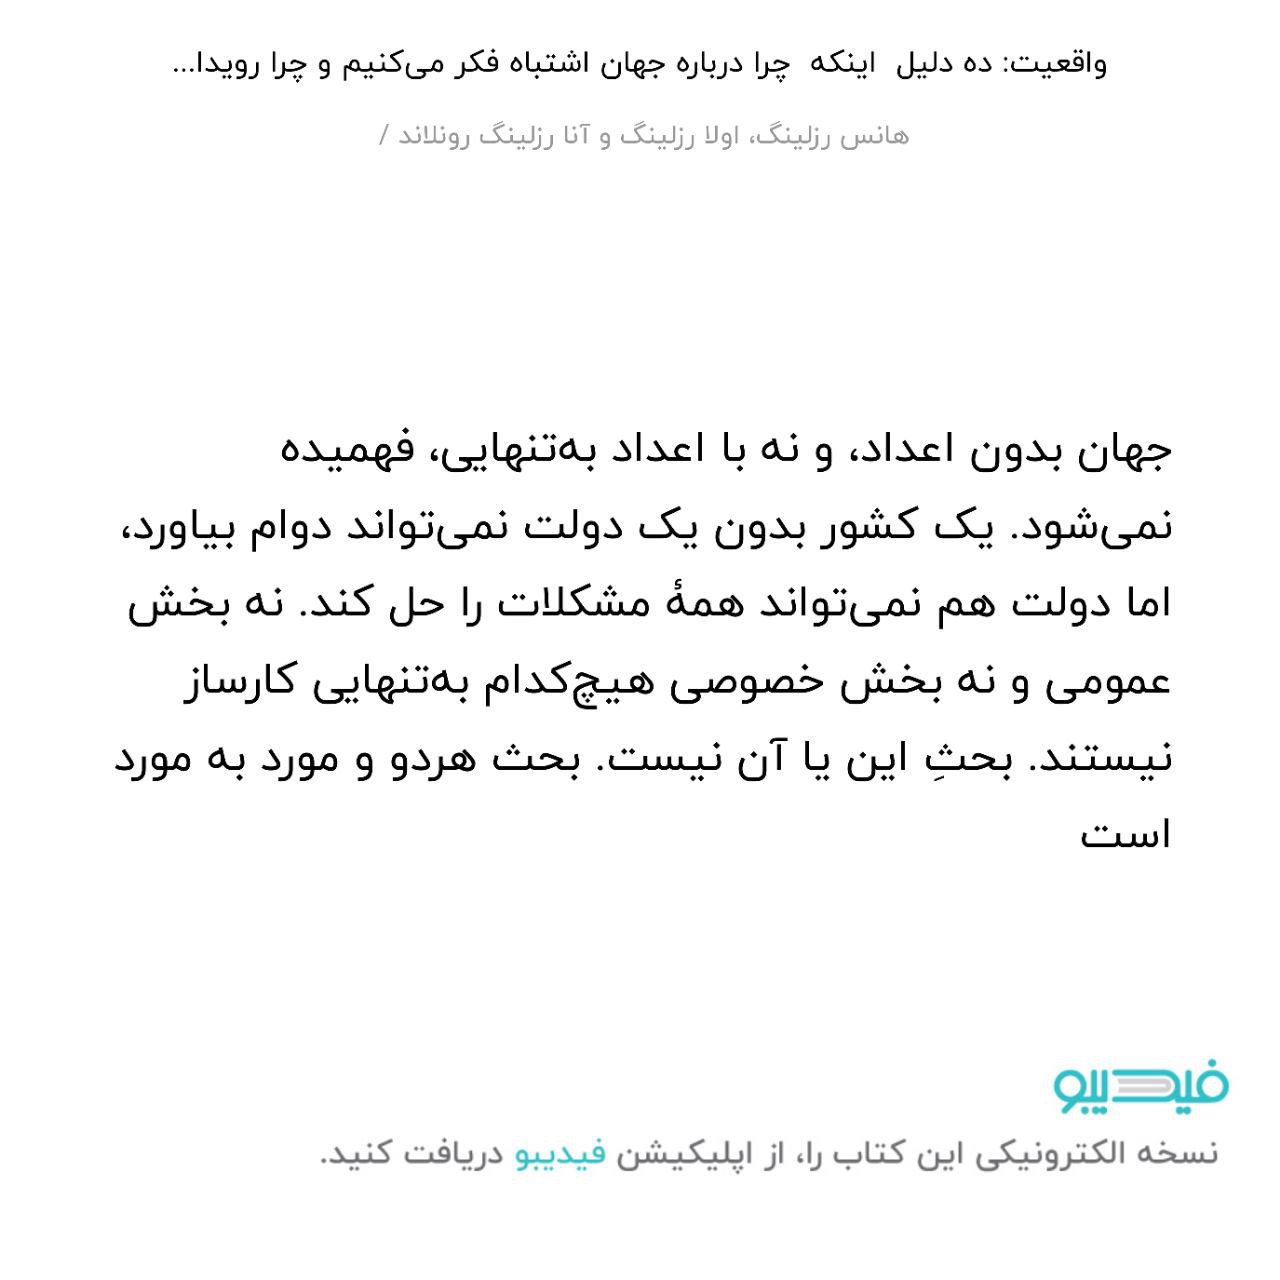 واقعیت: ده دلیل اینکه چرا درباره جهان اشتباه فکر می‌کنیم و چرا رویدا...
هانس رزلینگ، اولا رزلینگ و آنا رزلینگ رونلاند /
جهان بدون اعداد، و نه با اعداد به‌تنهایی، فهمیده
نمی‌شود. یک کشور بدون یک دولت نمی‌تواند دوام بیاورد،
اما دولت هم نمی‌تواند همهٔ مشکلات را حل کند. نه بخش
عمومی و نه بخش خصوصی هیچ‌کدام به‌تنهایی کارساز
نیستند. بحثِ این یا آن نیست. بحث هردو و مورد به مورد
است
فیدیبو
نسخه الکترونیکی این کتاب را، از اپلیکیشن فیدیبو دریافت کنید.